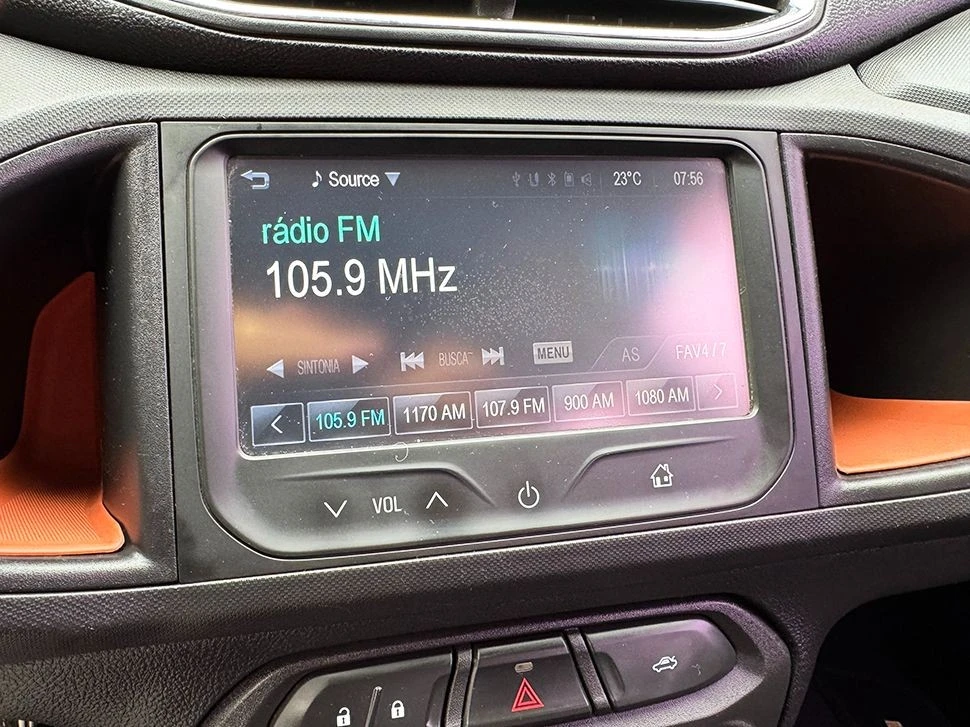 Source 23°C 07:56
rádio FM
105.9 MHz
SINTONIA BUSCA MENU AS FAV4/7
105.9 FM 1170 AM 107.9 FM 900 AM 1080 AM
VOL